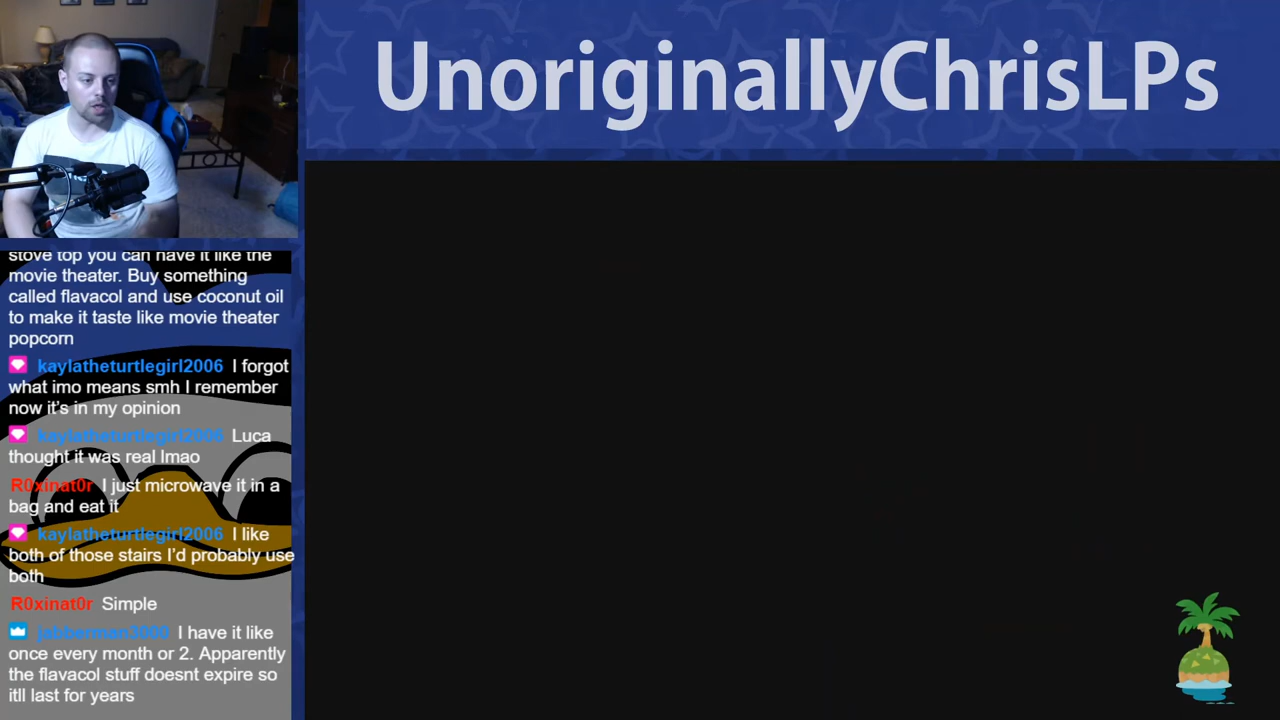 UnoriginallyChrisLPs
stove top you can have it like the
movie theater. Buy something
called flavacol and use coconut oil
to make it taste like movie theater
popcorn
kaylatheturtlegirl2006 I forgot
what imo means smh I remember
now it's in my opinion
kaylatheturtlegirl2006 Luca
thought it was real lmao
R0xinat0r I just microwave it in a
bag and eat it
kaylatheturtlegirl2006 I like
both of those stairs I'd probably use
both
R0xinat0r Simple
jabberman3000 I have it like
once every month or 2. Apparently
the flavacol stuff doesnt expire so
itll last for years